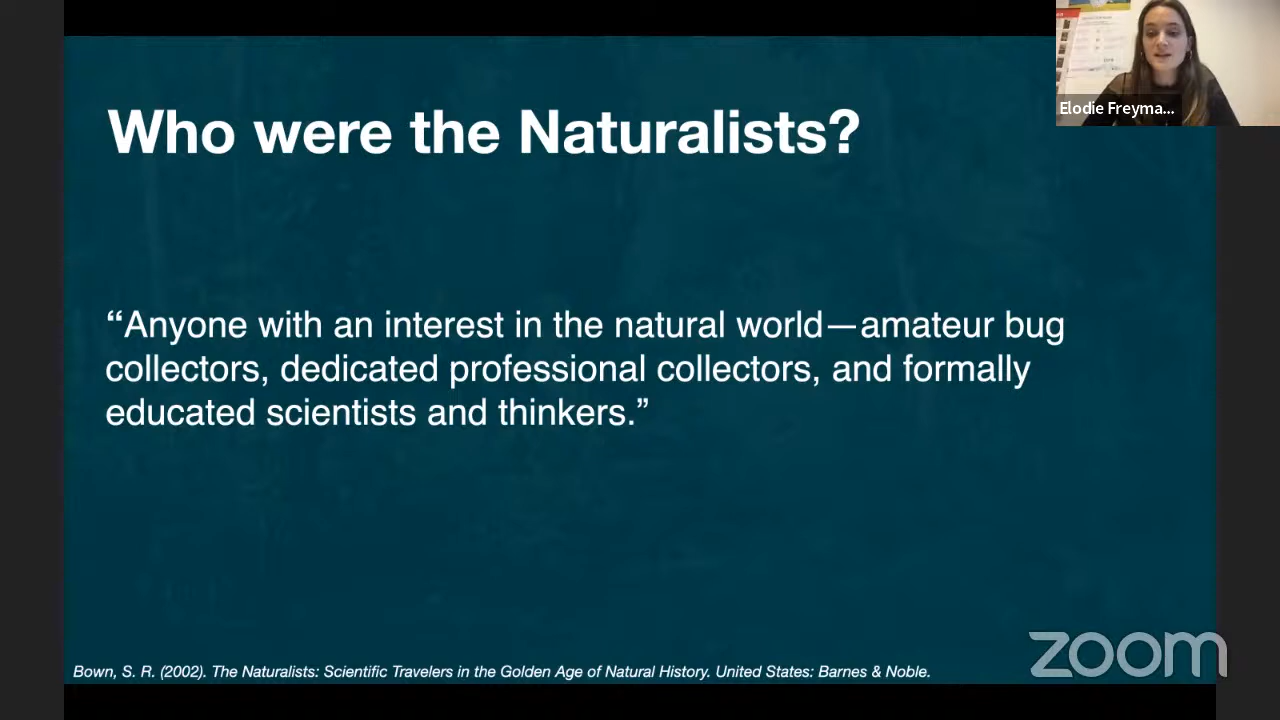 Who were the Naturalists?
Elodie Freyma...
“Anyone with an interest in the natural world—amateur bug
collectors, dedicated professional collectors, and formally
educated scientists and thinkers.”
zoom
Bown, S. R. (2002). The Naturalists: Scientific Travelers in the Golden Age of Natural History. United States: Barnes & Noble.